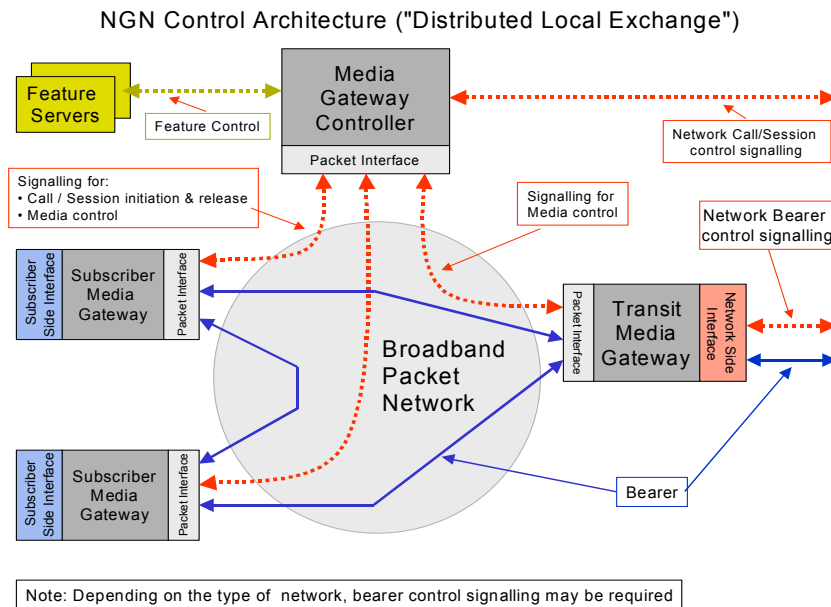 NGN Control Architecture ("Distributed Local Exchange")
Feature
Servers
Feature Control
Media
Gateway
Controller
Packet Interface
Network Call/Session
control signalling
Signalling for:
• Call / Session initiation & release
• Media control
Signalling for
Media control
Network Bearer
control signalling
Subscriber
Side Interface
Subscriber
Media
Gateway
Packet Interface
Broadband
Packet
Network
Packet Interface
Transit
Media
Gateway
Network Side
Interface
Subscriber
Side Interface
Subscriber
Media
Gateway
Packet Interface
Bearer
Note: Depending on the type of network, bearer control signalling may be required